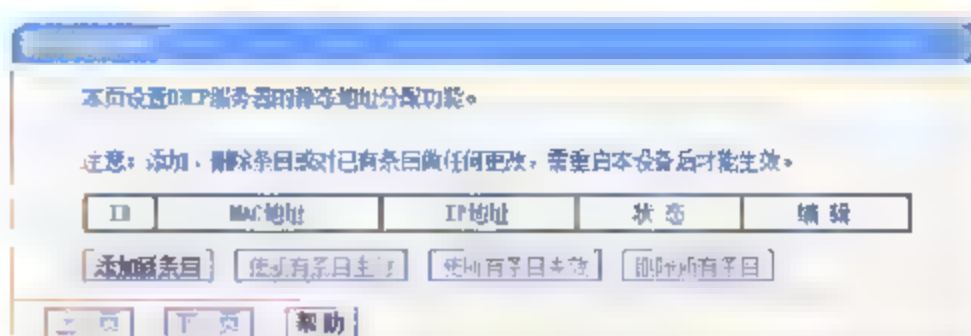 本页设置DHCP服务器的静态地址分配功能。
注意：添加、删除条目或对已有条目做任何更改，需重启本设备后才能生效。
ID MAC地址 IP地址 状 态 编 辑
添加新条目 使所有条目生效 使所有条目失效 删除所有条目
上一页 下一页 帮助